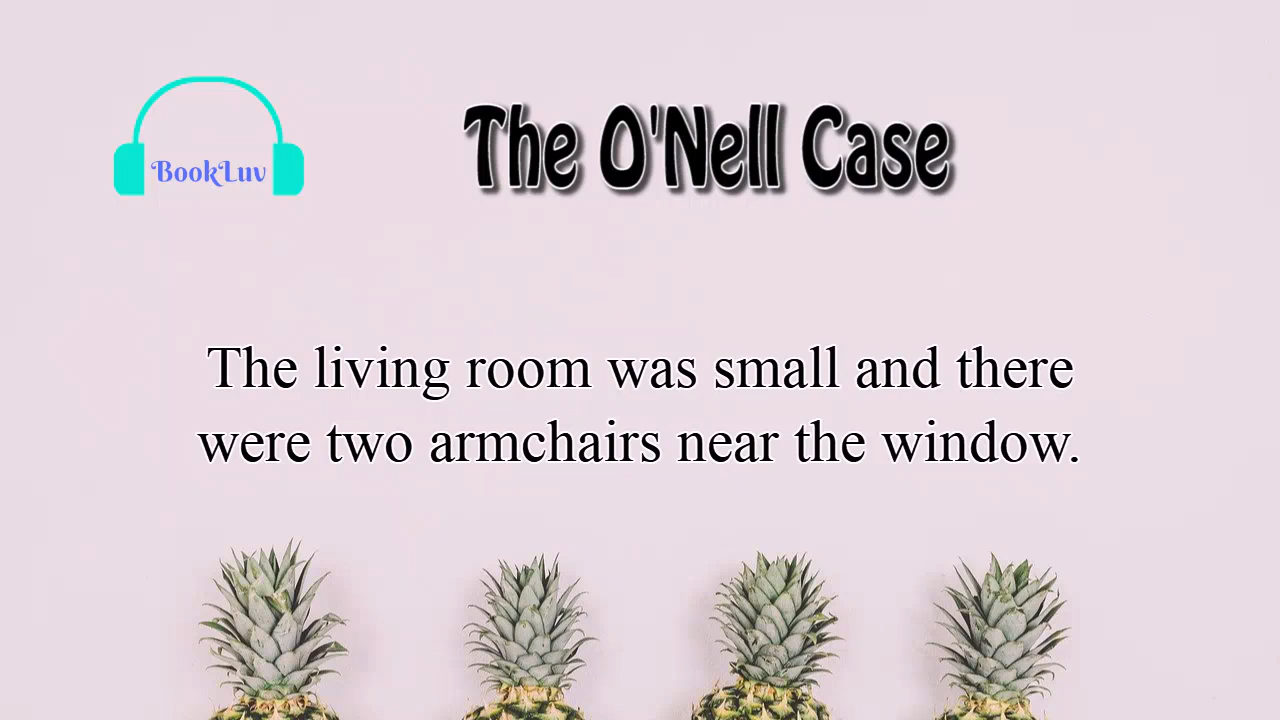 BookLuv
The O'Nell Case
The living room was small and there
were two armchairs near the window.